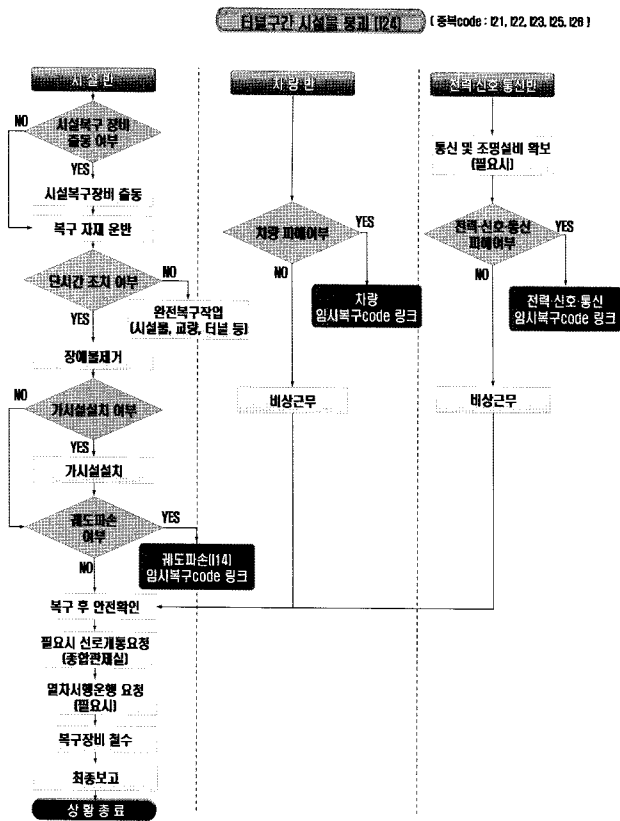 터널구간 시설물 붕괴 [I24]
( 중복code : I21, I22, I23, I25, I26 )
시 설 반
차 량 반
전력·신호·통신반
시설복구 장비
출동 여부
NO
YES
통신 및 조명설비 확보
(필요시)
시설복구장비 출동
복구 자재 운반
차량 피해여부
YES
NO
전력·신호·통신
피해여부
YES
NO
단시간 조치 여부
NO
YES
완전복구작업
(시설물, 교량, 터널 등)
차량
임시복구code 링크
전력·신호·통신
임시복구code 링크
장애물제거
가시설설치 여부
NO
YES
비상근무
비상근무
가시설설치
궤도파손
여부
YES
NO
궤도파손(I14)
임시복구code 링크
복구 후 안전확인
필요시 선로개통요청
(종합관제실)
열차서행운행 요청
(필요시)
복구장비 철수
최종보고
상 황 종 료